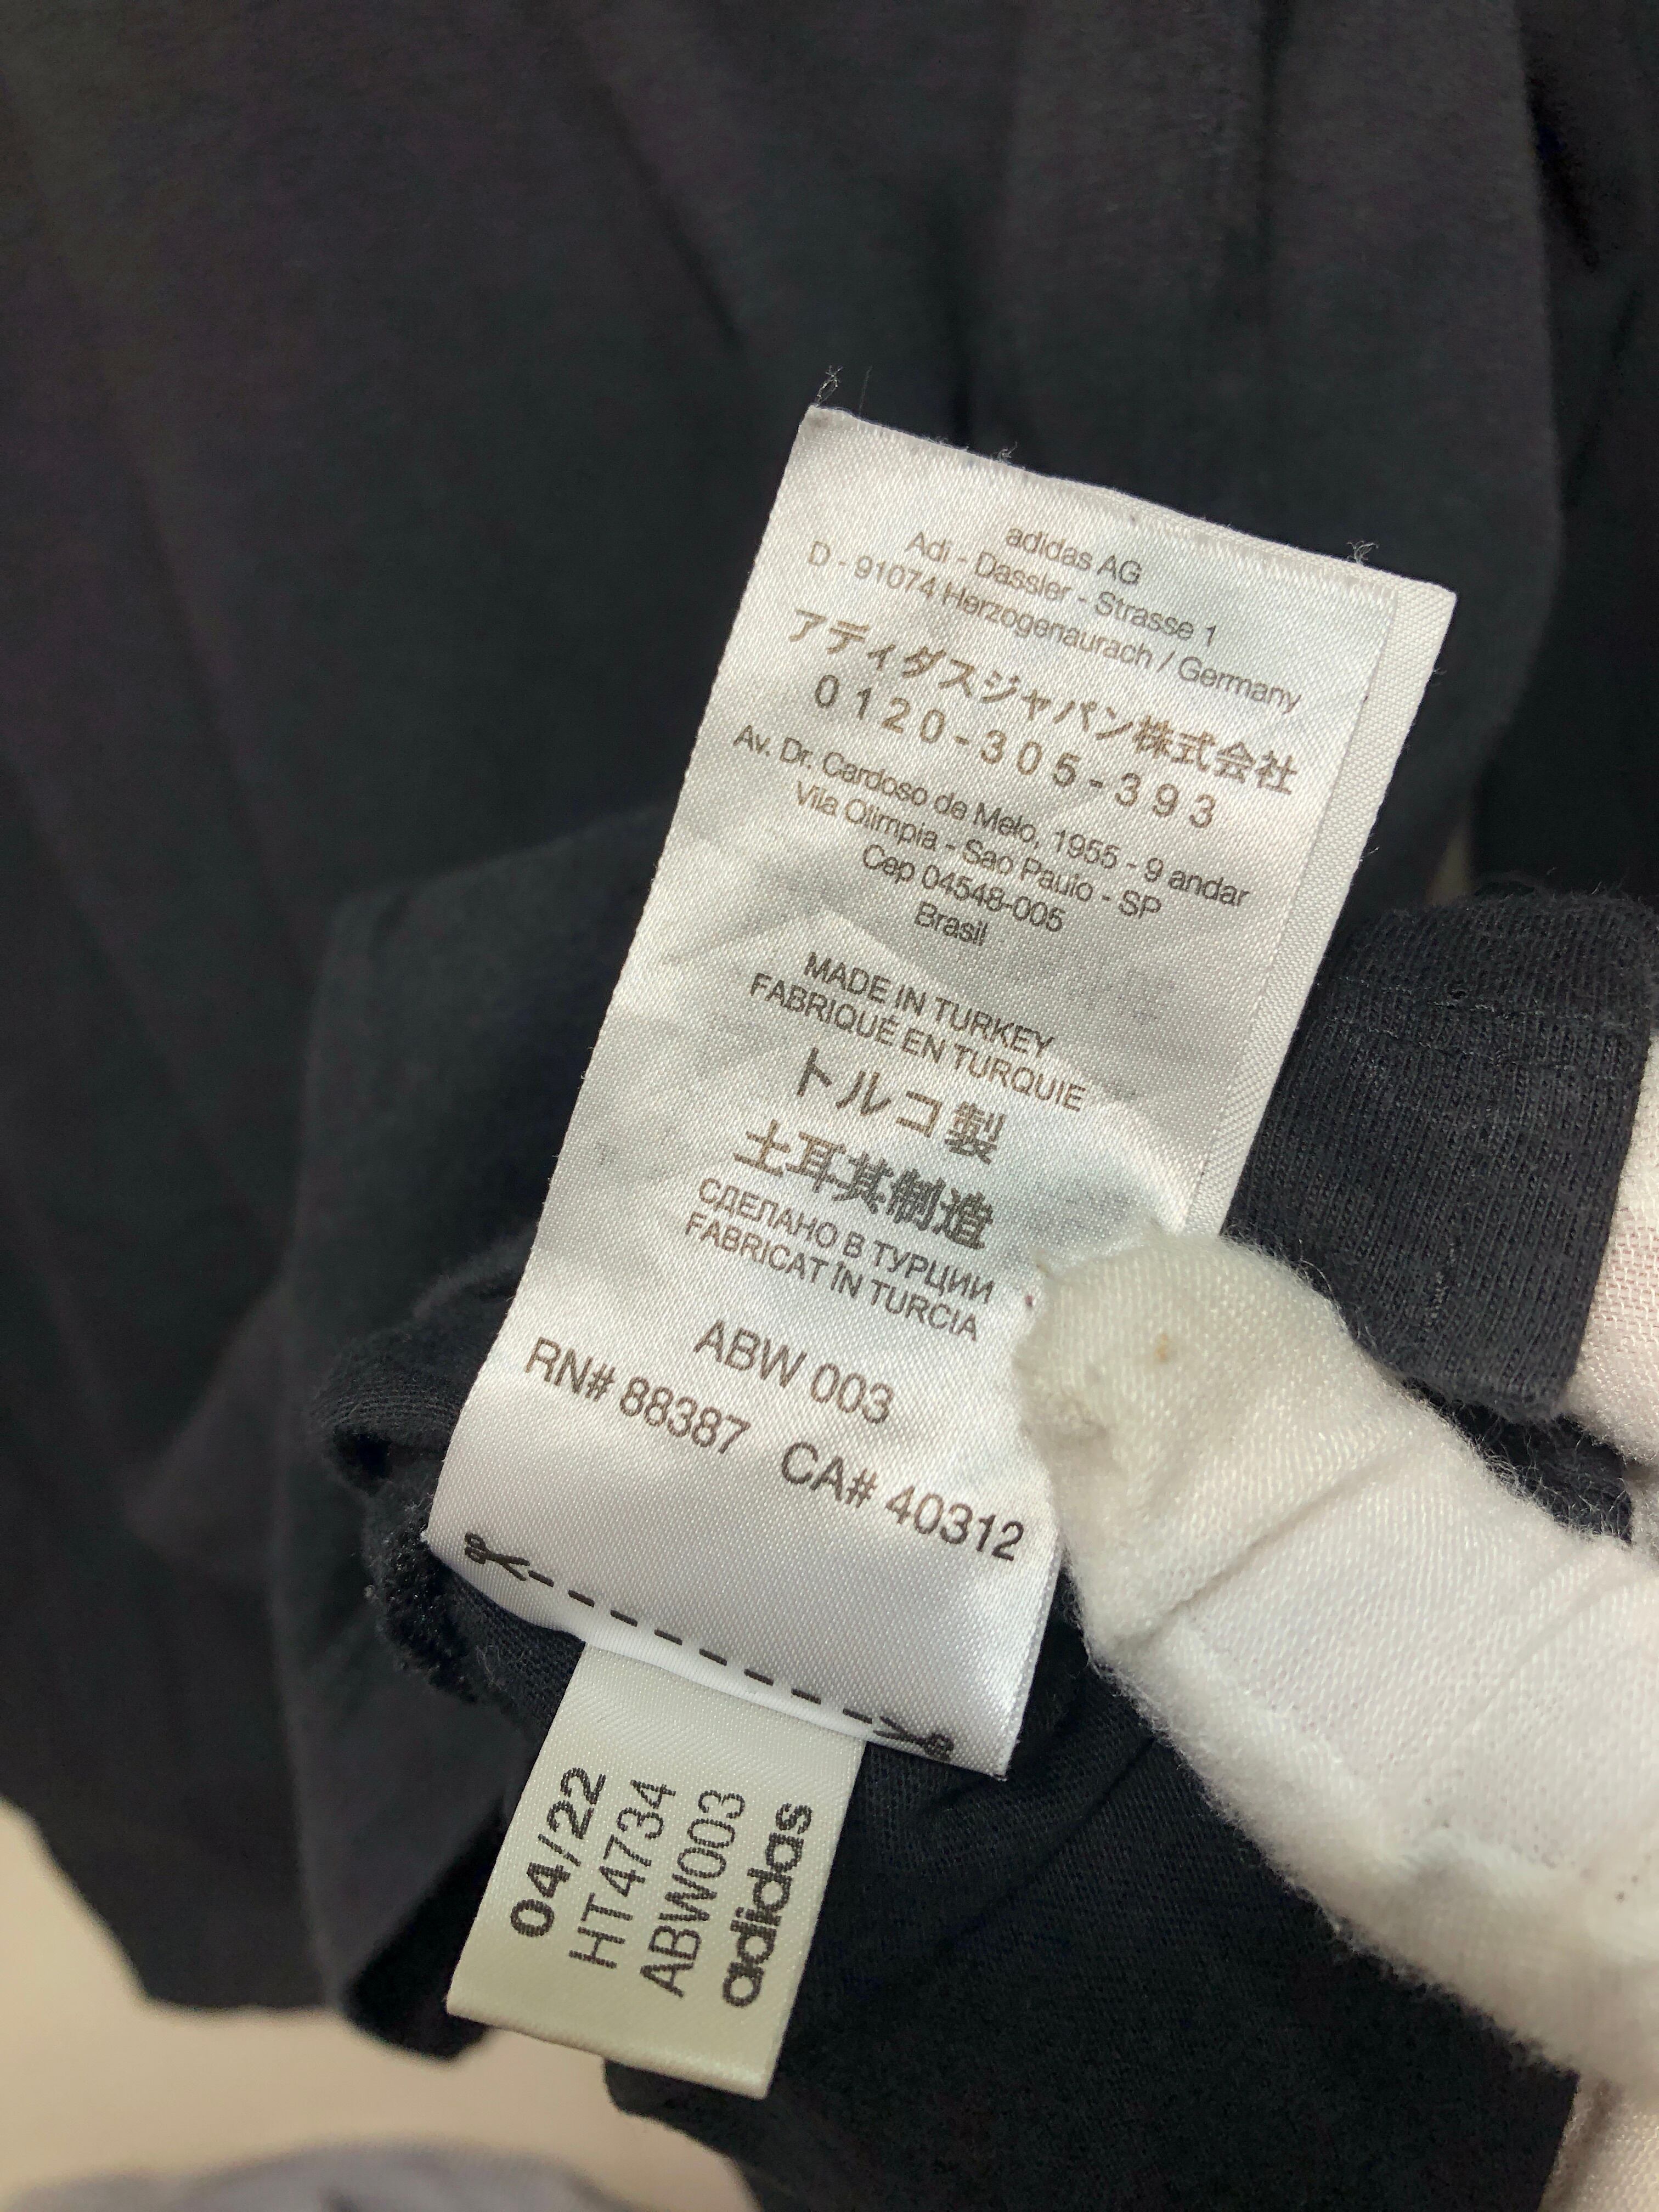 adidas AG
Adi - Dassler - Strasse 1
D - 91074 Herzogenaurach / Germany
アディダスジャパン株式会社
0120-305-393
Av. Dr. Cardoso de Melo, 1955 - 9 andar
Vila Olimpia - Sao Paulo - SP
Cep 04548-005
Brasil
MADE IN TURKEY
FABRIQUÉ EN TURQUIE
トルコ製
土耳其制造
СДЕЛАНО В ТУРЦИИ
FABRICAT IN TURCIA
ABW 003
RN# 88387 CA# 40312
04/22
HT4734
ABW003
adidas